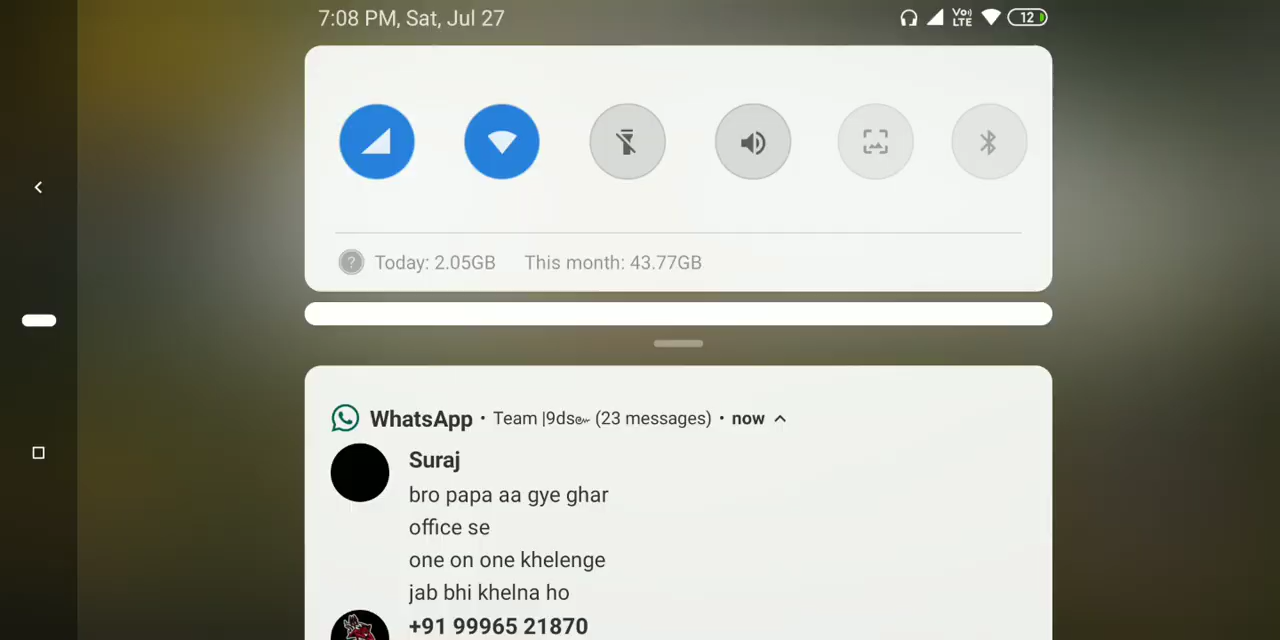 7:08 PM, Sat, Jul 27
Vo) LTE 12
Today: 2.05GB This month: 43.77GB
WhatsApp · Team |9ds (23 messages) · now
Suraj
bro papa aa gye ghar
office se
one on one khelenge
jab bhi khelna ho
+91 99965 21870